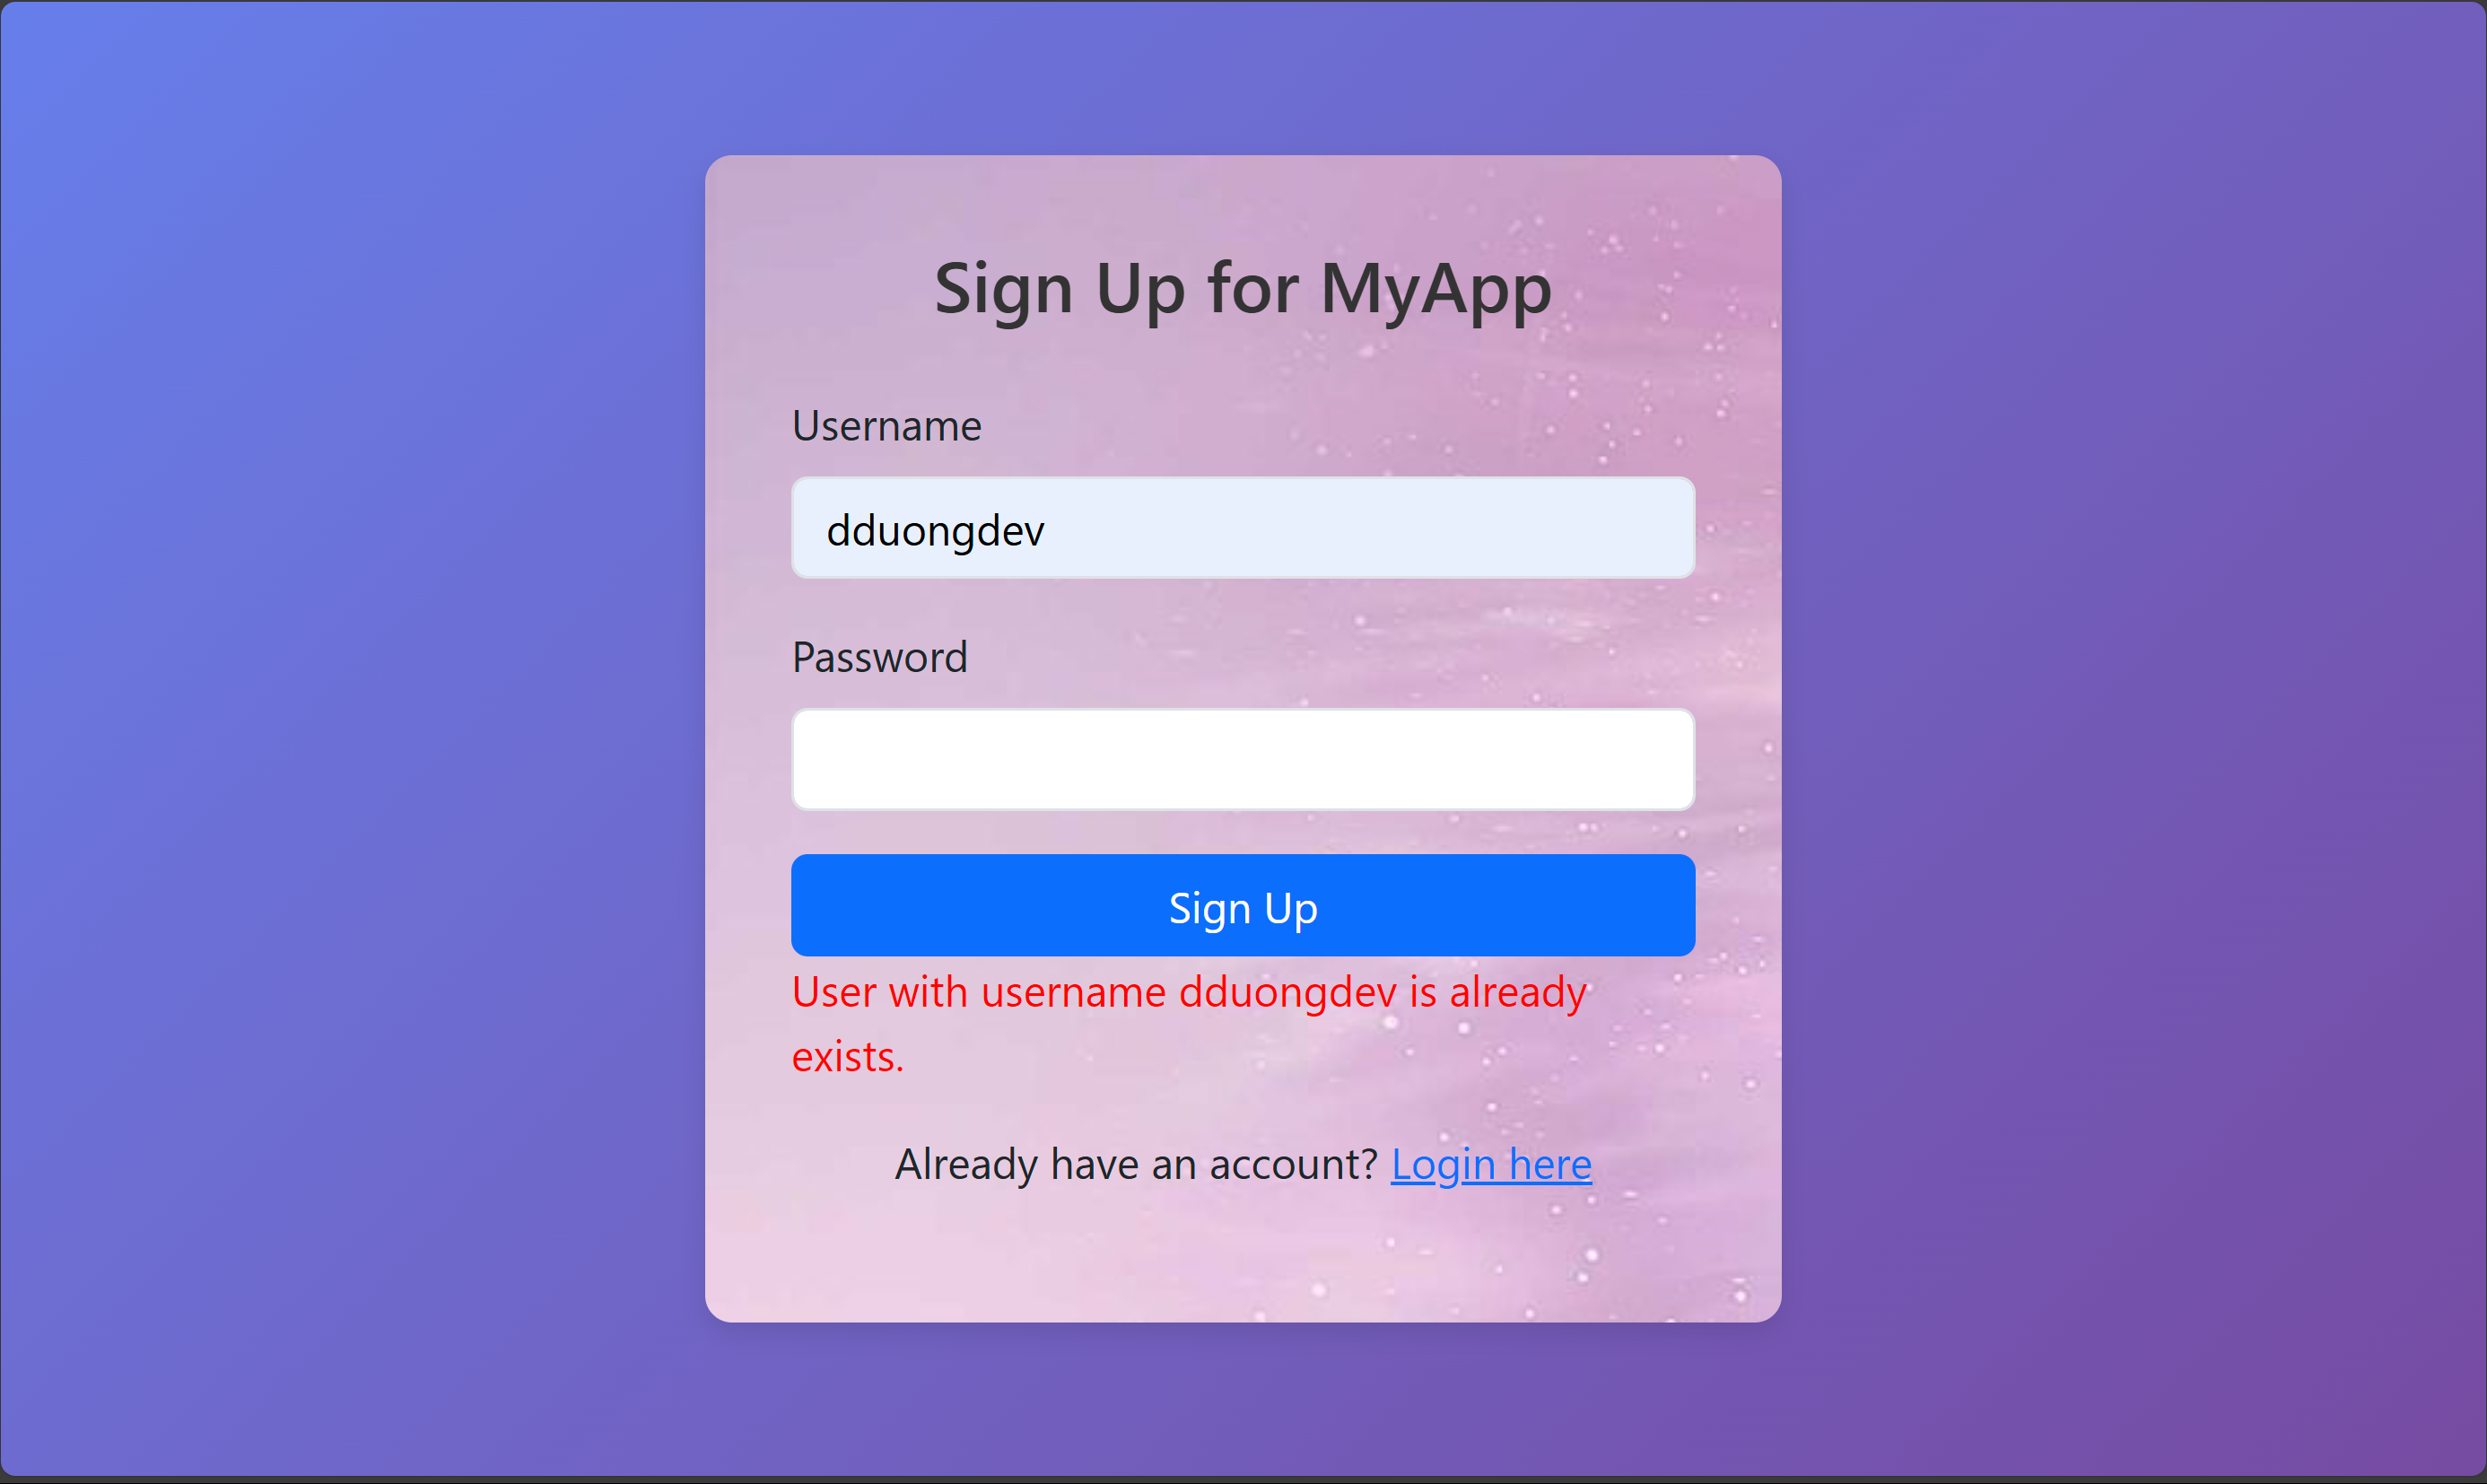 Sign Up for MyApp
Username
dduongdev
Password
Sign Up
User with username dduongdev is already
exists.
Already have an account? Login here